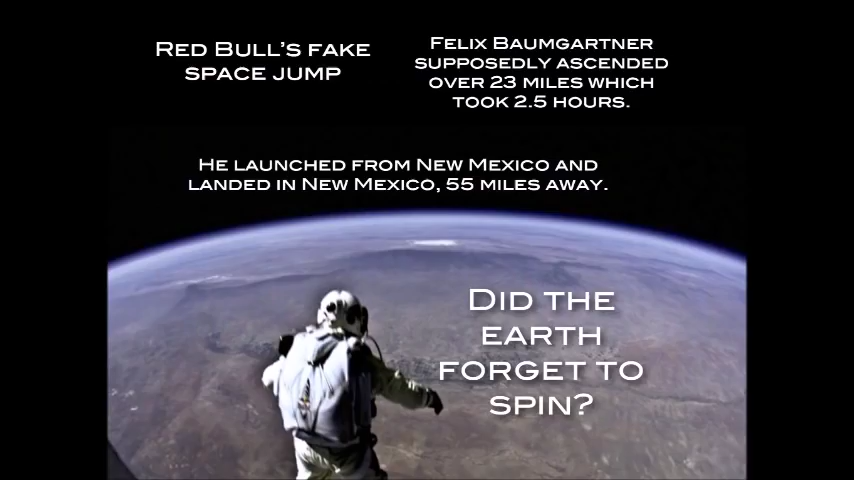 Red Bull's fake
space jump
Felix Baumgartner
supposedly ascended
over 23 miles which
took 2.5 hours.
He launched from New Mexico and
landed in New Mexico, 55 miles away.
Did the
earth
forget to
spin?